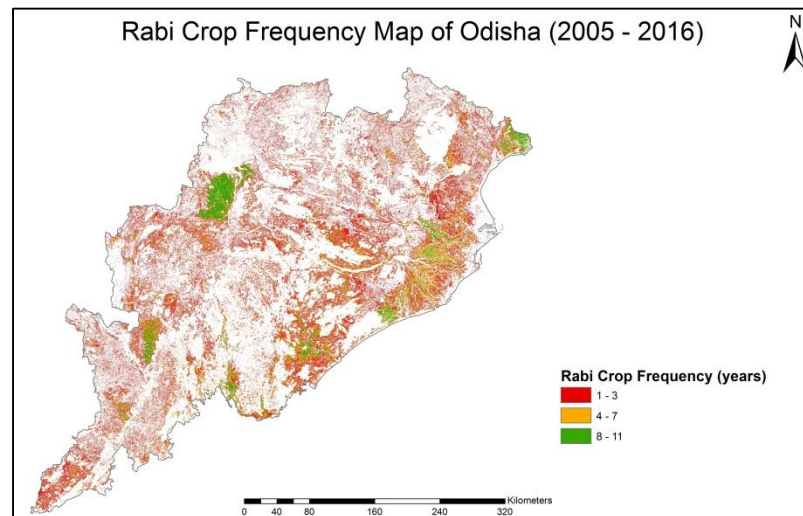 Rabi Crop Frequency Map of Odisha (2005 - 2016)
N
Rabi Crop Frequency (years)
1 - 3
4 - 7
8 - 11
Kilometers
0 40 80 160 240 320